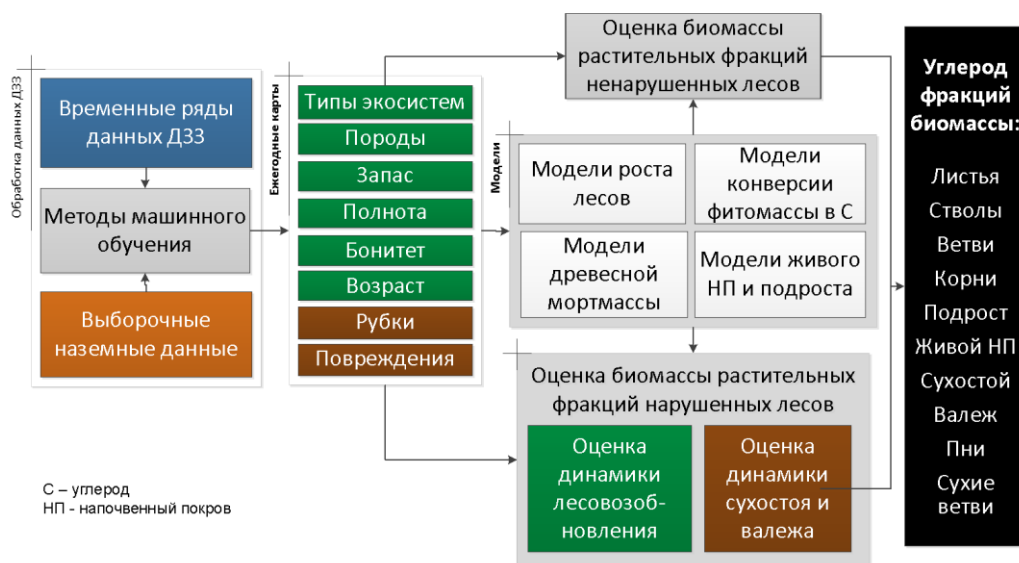 Обработка данных ДЗЗ
Временные ряды
данных ДЗЗ
Методы машинного
обучения
Выборочные
наземные данные
Ежегодные карты
Типы экосистем
Породы
Запас
Полнота
Бонитет
Возраст
Рубки
Повреждения
Оценка биомассы
растительных фракций
ненарушенных лесов
Модели
Модели роста
лесов
Модели
конверсии
фитомассы в С
Модели
древесной
мортмассы
Модели живого
НП и подроста
Оценка биомассы растительных
фракций нарушенных лесов
Оценка
динамики
лесовозоб-
новления
Оценка
динамики
сухостоя и
валежа
Углерод
фракций
биомассы:
Листья
Стволы
Ветви
Корни
Подрост
Живой НП
Сухостой
Валеж
Пни
Сухие
ветви
С – углерод
НП - напочвенный покров